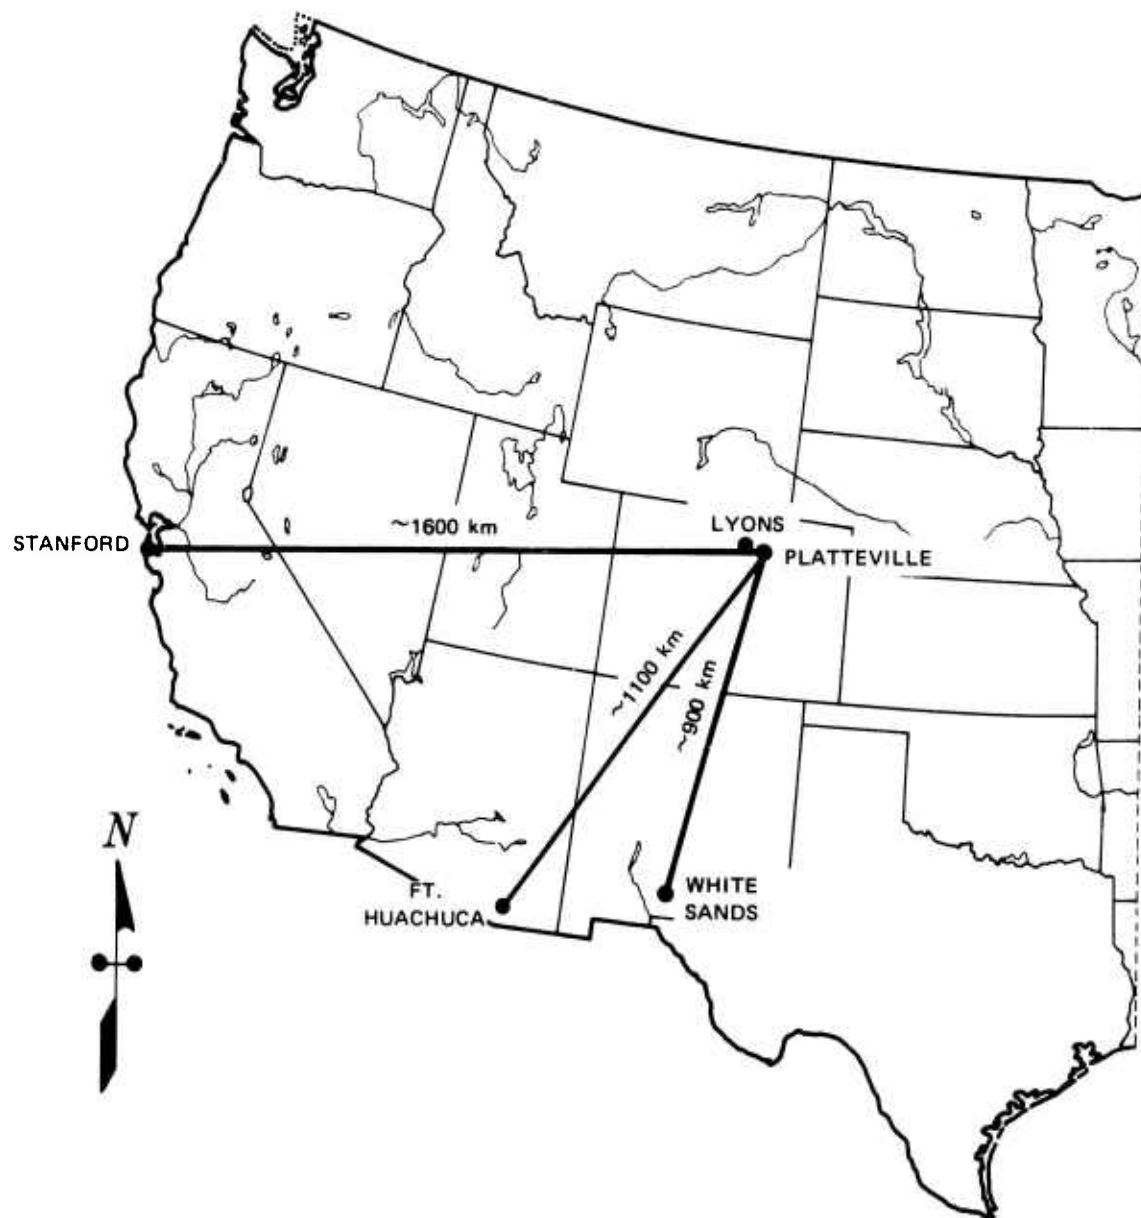 ~1600 km
LYONS
STANFORD
PLATTEVILLE
~1100 km
~900 km
N
FT.
HUACHUCA
WHITE
SANDS